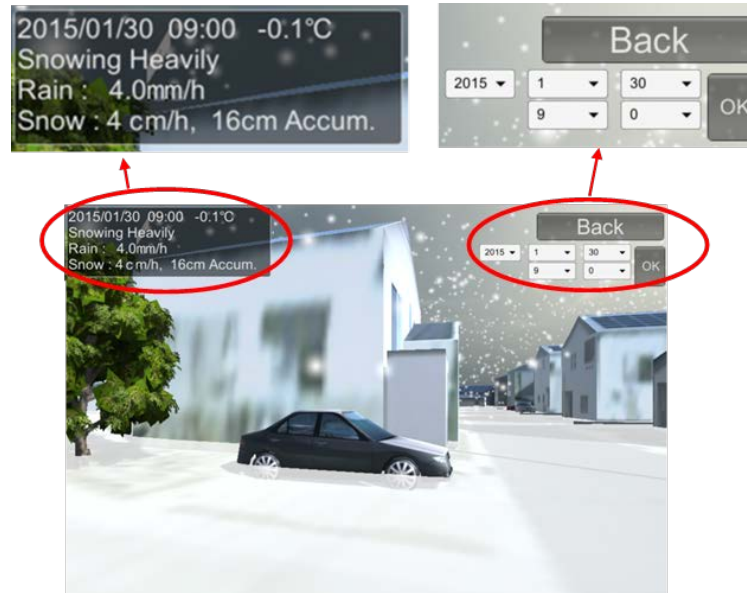 2015/01/30 09:00 -0.1℃
Snowing Heavily
Rain : 4.0mm/h
Snow : 4 cm/h, 16cm Accum.
Back
2015 1 30
9 0 OK
2015/01/30 09:00 -0.1℃
Snowing Heavily
Rain : 4.0mm/h
Snow : 4 cm/h, 16cm Accum.
Back
2015 1 30
9 0 OK